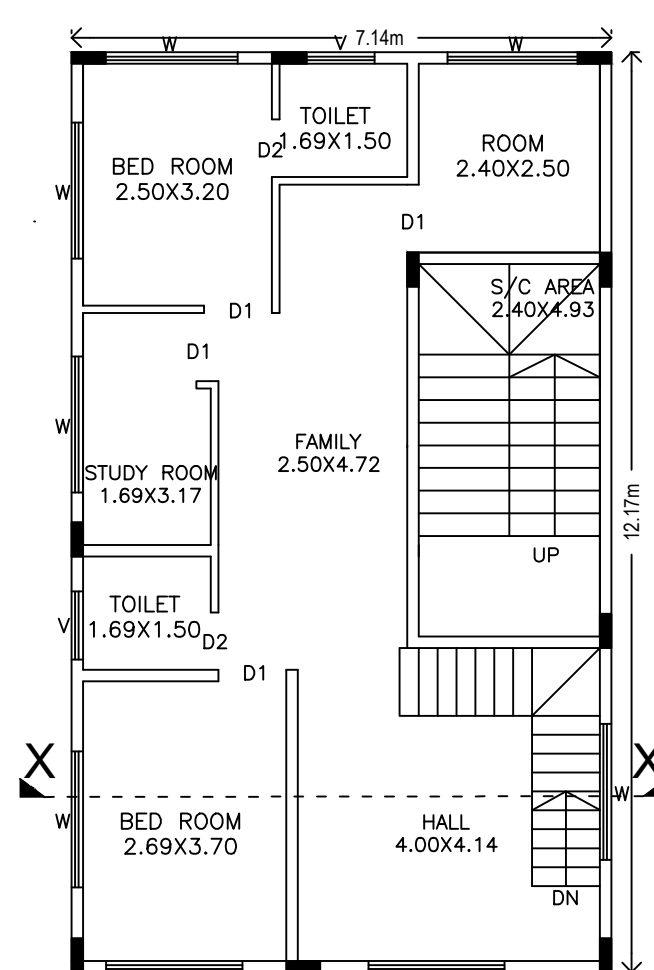 7.14m
W
V
W
TOILET
1.69X1.50
D2
ROOM
2.40X2.50
BED ROOM
2.50X3.20
W
D1
S/C AREA
2.40X4.93
D1
D1
W
FAMILY
2.50X4.72
STUDY ROOM
1.69X3.17
12.17m
UP
TOILET
1.69X1.50
V
D2
D1
X
X
W
W
BED ROOM
2.69X3.70
HALL
4.00X4.14
DN